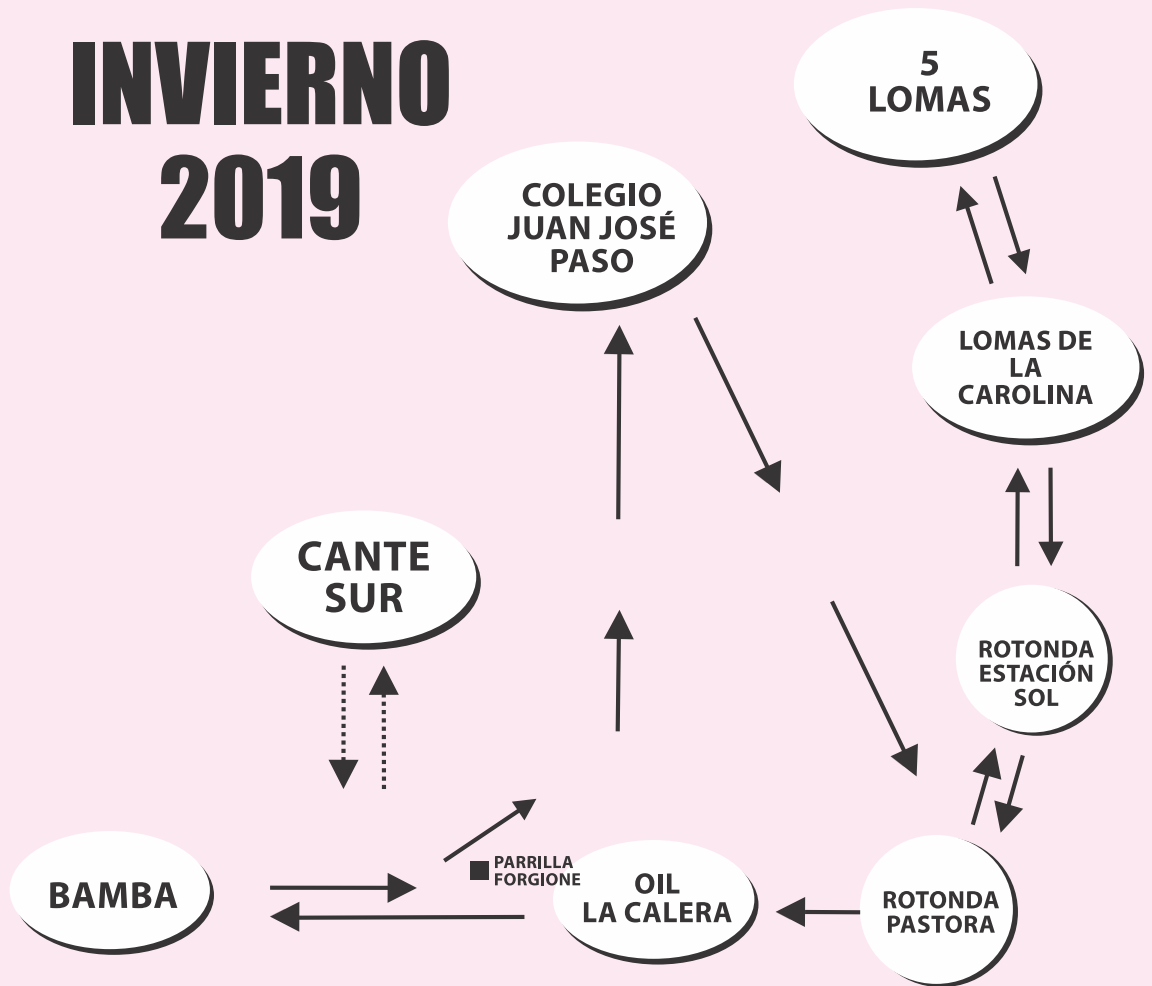 INVIERNO
2019
5
LOMAS
COLEGIO
JUAN JOSÉ
PASO
LOMAS DE
LA
CAROLINA
CANTE
SUR
ROTONDA
ESTACIÓN
SOL
BAMBA
PARRILLA
FORGIONE
OIL
LA CALERA
ROTONDA
PASTORA